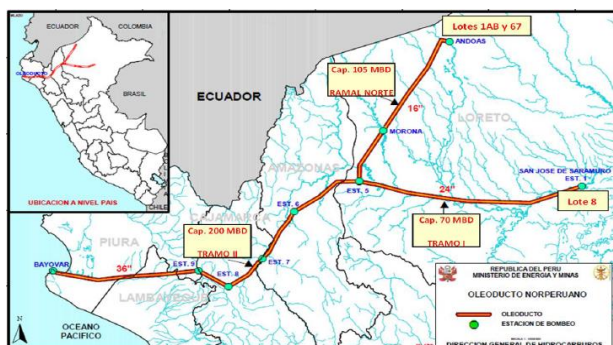 ECUADOR
COLOMBIA
OLEODUCTO
BRASIL
CHILE
UBICACION A NIVEL PAIS
Lotes 1AB y 67
ANDOAS
Cap. 105 MBD
RAMAL NORTE
16"
ECUADOR
LORETO
MORONA
AMAZONAS
SAN JOSE DE SARAMURO
EST. 1
EST. 5
24"
Lote 8
EST. 6
CAJAMARCA
Cap. 200 MBD
TRAMO II
Cap. 70 MBD
TRAMO I
PIURA
EST. 9
EST. 7
BAYOVAR
36"
EST. 8
LAMBAYEQUE
OCEANO
PACIFICO
N
REPUBLICA DEL PERU
MINISTERIO DE ENERGIA Y MINAS
OLEODUCTO NORPERUANO
OLEODUCTO
ESTACION DE BOMBEO
DIRECCION GENERAL DE HIDROCARBUROS